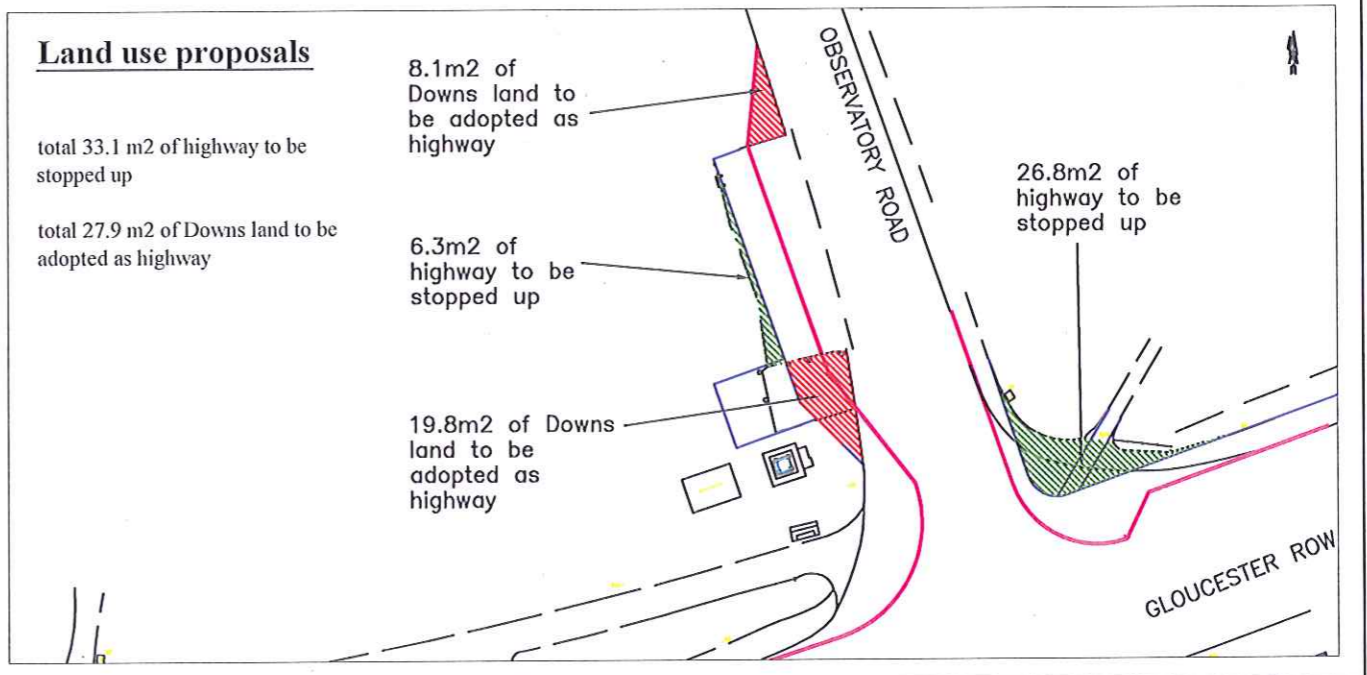 Land use proposals
total 33.1 m2 of highway to be
stopped up
total 27.9 m2 of Downs land to be
adopted as highway
8.1m2 of
Downs land to
be adopted as
highway
6.3m2 of
highway to be
stopped up
19.8m2 of Downs
land to be
adopted as
highway
OBSERVATORY ROAD
26.8m2 of
highway to be
stopped up
GLOUCESTER ROW